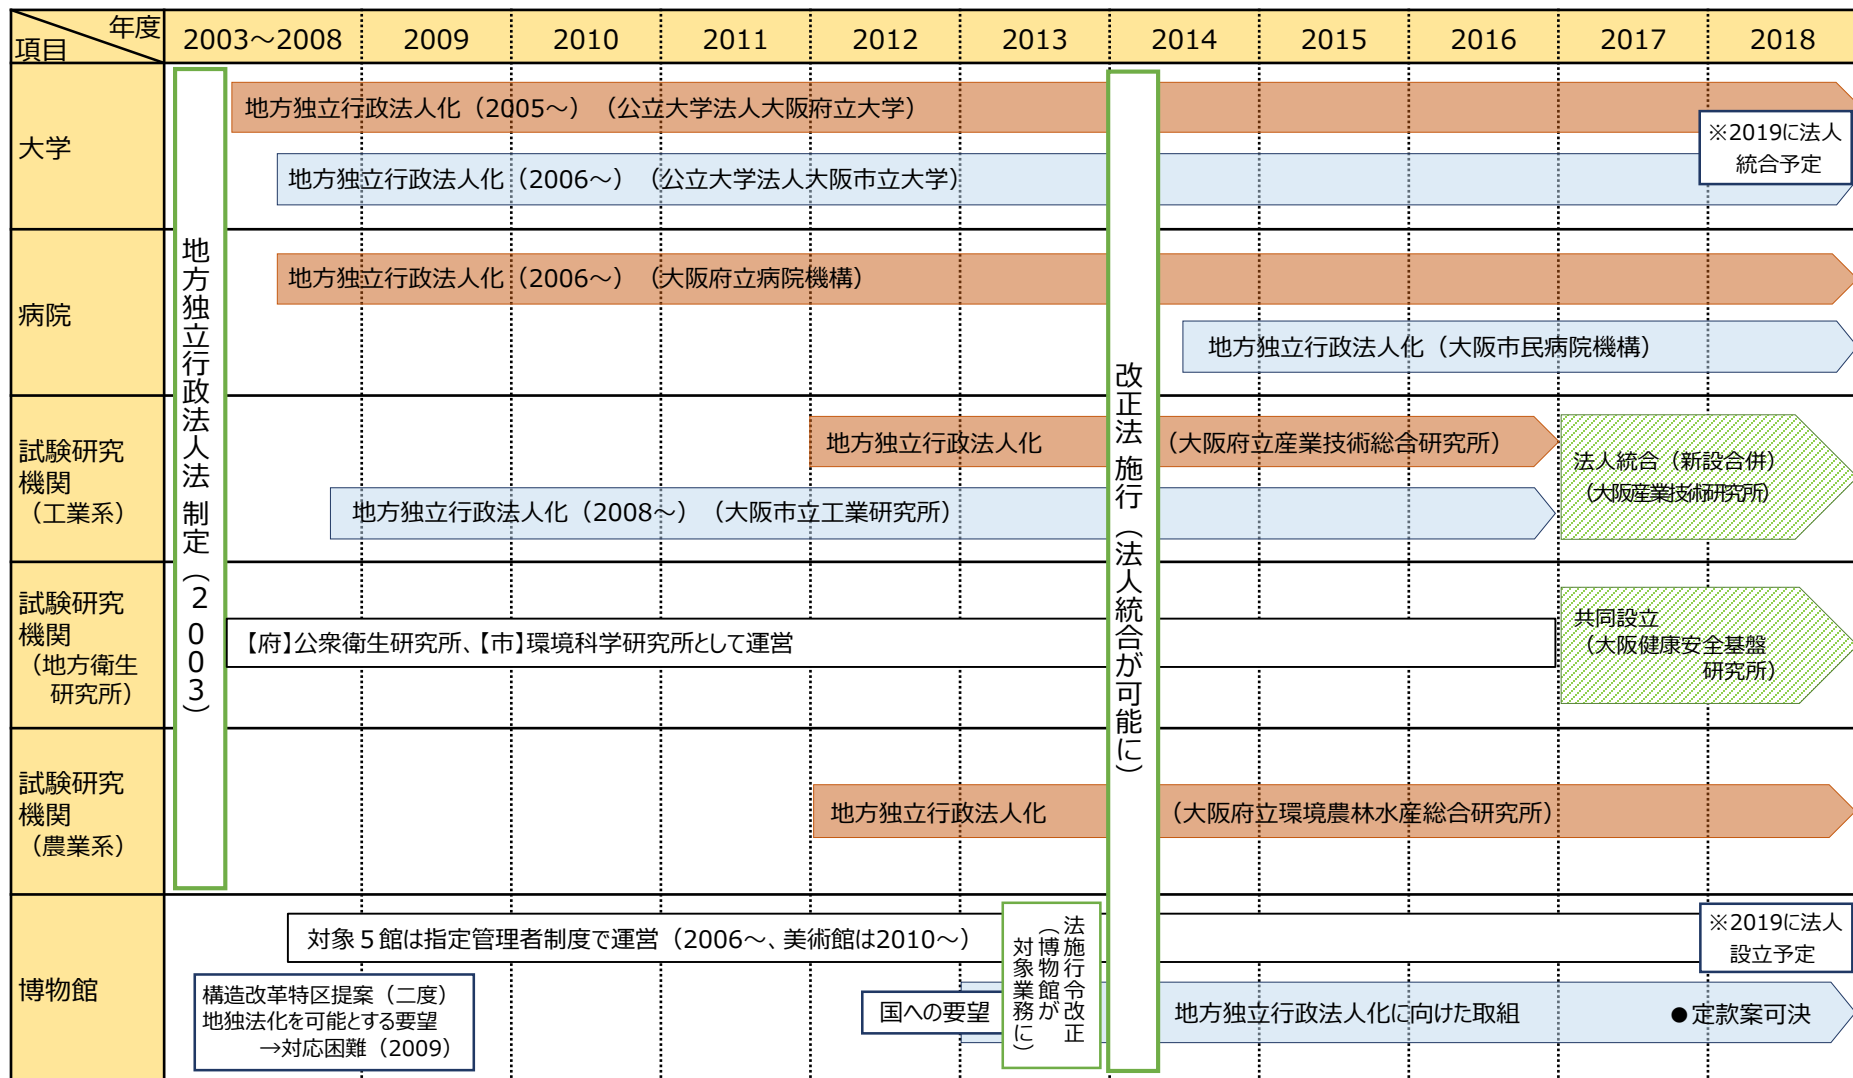 年度
項目
2003～2008
2009
2010
2011
2012
2013
2014
2015
2016
2017
2018
地方独立行政法人法 制定（２００３）
改正法 施行（法人統合が可能に）
大学
地方独立行政法人化（2005～）（公立大学法人大阪府立大学）
地方独立行政法人化（2006～）（公立大学法人大阪市立大学）
※2019に法人
統合予定
病院
地方独立行政法人化（2006～）（大阪府立病院機構）
地方独立行政法人化（大阪市民病院機構）
試験研究
機関
（工業系）
地方独立行政法人化　（大阪府立産業技術総合研究所）
地方独立行政法人化（2008～）（大阪市立工業研究所）
法人統合（新設合併）
（大阪産業技術研究所）
試験研究
機関
（地方衛生
研究所）
【府】公衆衛生研究所、【市】環境科学研究所として運営
共同設立
（大阪健康安全基盤
研究所）
試験研究
機関
（農業系）
地方独立行政法人化　（大阪府立環境農林水産総合研究所）
博物館
対象５館は指定管理者制度で運営（2006～、美術館は2010～）
※2019に法人
設立予定
構造改革特区提案（二度）
地独法化を可能とする要望
→対応困難（2009）
国への要望
法施行令改正
（博物館が
対象業務に）
地方独立行政法人化に向けた取組
●定款案可決